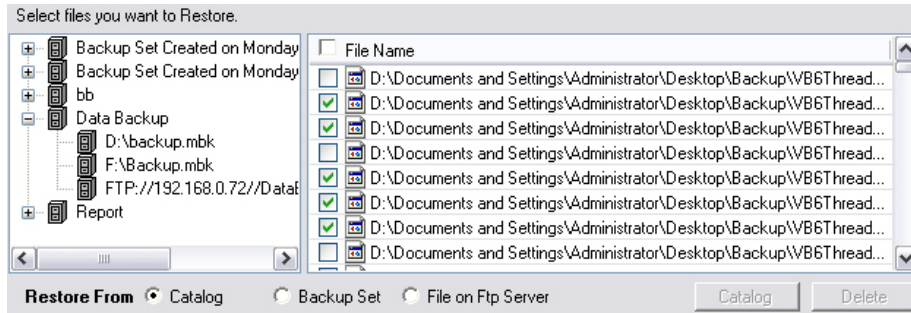 Select files you want to Restore.
Backup Set Created on Monday
Backup Set Created on Monday
bb
Data Backup
D:\backup.mbk
F:\Backup.mbk
FTP://192.168.0.72//Data
Report
File Name
D:\Documents and Settings\Administrator\Desktop\Backup\VB6Thread...
D:\Documents and Settings\Administrator\Desktop\Backup\VB6Thread...
D:\Documents and Settings\Administrator\Desktop\Backup\VB6Thread...
D:\Documents and Settings\Administrator\Desktop\Backup\VB6Thread...
D:\Documents and Settings\Administrator\Desktop\Backup\VB6Thread...
D:\Documents and Settings\Administrator\Desktop\Backup\VB6Thread...
D:\Documents and Settings\Administrator\Desktop\Backup\VB6Thread...
D:\Documents and Settings\Administrator\Desktop\Backup\VB6Thread...
Restore From Catalog Backup Set File on Ftp Server Catalog Delete